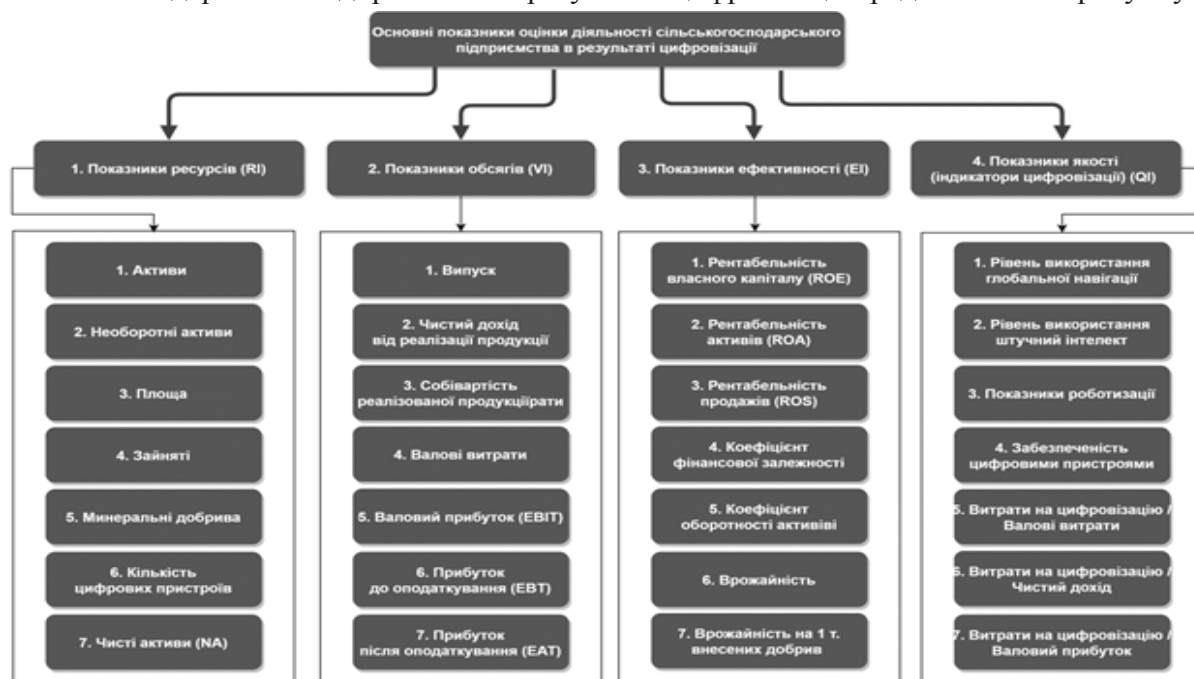 Основні показники оцінки діяльності сільськогосподарського
підприємства в результаті цифровізації
1. Показники ресурсів (RI)
2. Показники обсягів (VI)
3. Показники ефективності (EI)
4. Показники якості
(індикатори цифровізації) (QI)
1. Активи
2. Необоротні активи
3. Площа
4. Зайняті
5. Минеральні добрива
6. Кількість
цифрових пристроїв
7. Чисті активи (NA)
1. Випуск
2. Чистий дохід
від реалізації продукції
3. Собівартість
реалізованої продукціїрати
4. Валові витрати
5. Валовий прибуток (EBIT)
6. Прибуток
до оподаткування (EBT)
7. Прибуток
після оподаткування (EAT)
1. Рентабельність
власного капіталу (ROE)
2. Рентабельність
активів (ROA)
3. Рентабельність
продажів (ROS)
4. Коефіцієнт
фінансової залежності
5. Коефіцієнт
оборотності активіві
6. Врожайність
7. Врожайність на 1 т.
внесених добрив
1. Рівень використання
глобальної навігації
2. Рівень використання
штучний інтелект
3. Показники роботизації
4. Забезпеченість
цифровими пристроями
5. Витрати на цифровізацію /
Валові витрати
6. Витрати на цифровізацію /
Чистий дохід
7. Витрати на цифровізацію /
Валовий прибуток